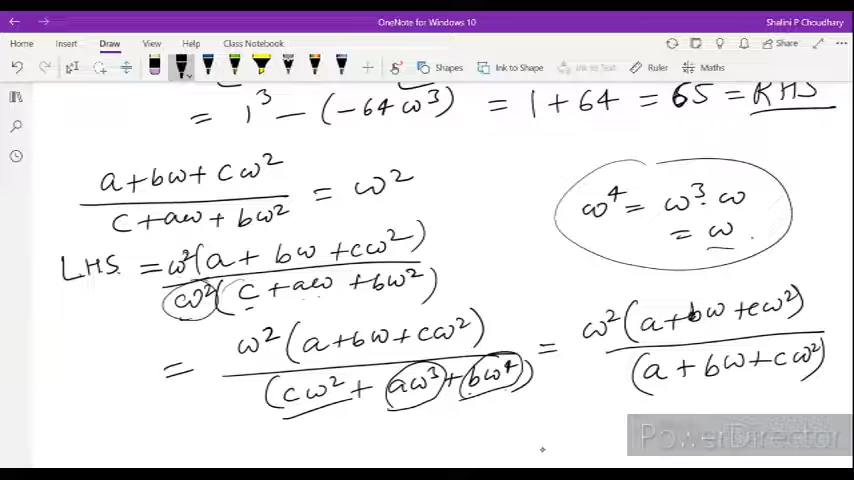 OneNote for Windows 10
Shalini P Choudhary
Home Insert Draw View Help Class Notebook Share
Shapes Ink to Shape Ink to Text Ruler Maths
= 1³ − (−64ω³) = 1 + 64 = 65 = RHS
a+bω+cω² / c+aω+bω² = ω²
ω⁴ = ω³. ω
= ω .
LHS. = ω²(a + bω + cω²) / ω²(c + aω + bω²)
= ω²(a+bω+cω²) / (cω² + aω³ + bω⁴) = ω²(a+bω+cω²) / (a + bω + cω²)
PowerDirector